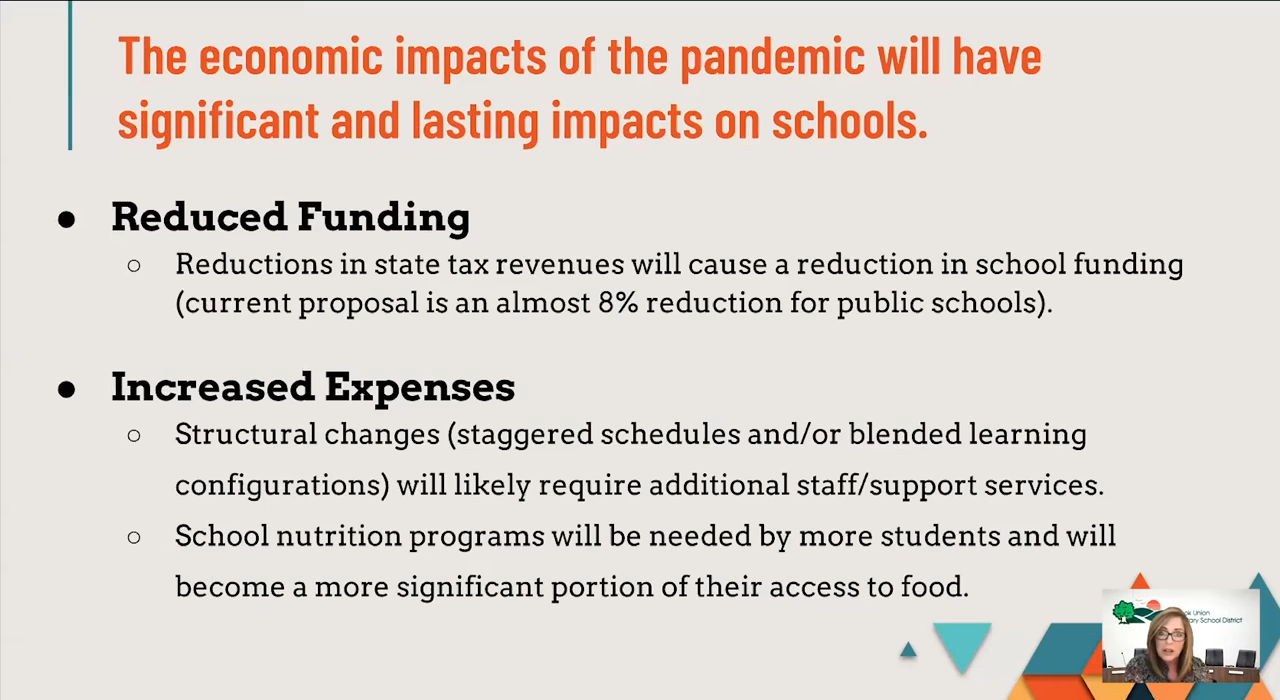 The economic impacts of the pandemic will have
significant and lasting impacts on schools.
● Reduced Funding
○ Reductions in state tax revenues will cause a reduction in school funding
(current proposal is an almost 8% reduction for public schools).
● Increased Expenses
○ Structural changes (staggered schedules and/or blended learning
configurations) will likely require additional staff/support services.
○ School nutrition programs will be needed by more students and will
become a more significant portion of their access to food.
Union
School District